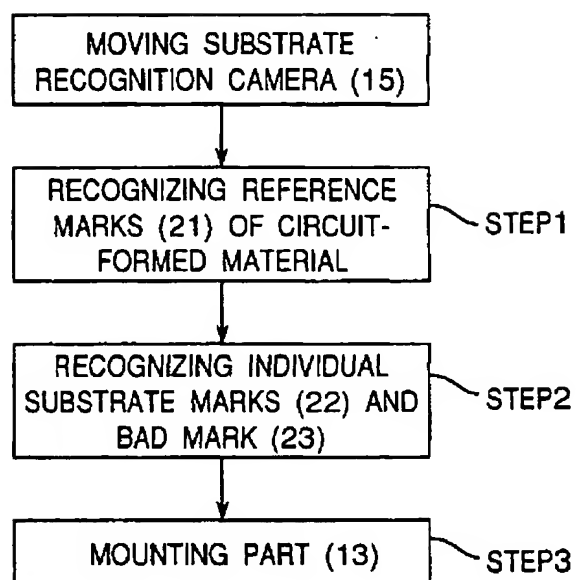 MOVING SUBSTRATE
RECOGNITION CAMERA (15)
RECOGNIZING REFERENCE
MARKS (21) OF CIRCUIT-
FORMED MATERIAL
STEP1
RECOGNIZING INDIVIDUAL
SUBSTRATE MARKS (22) AND
BAD MARK (23)
STEP2
MOUNTING PART (13)
STEP3